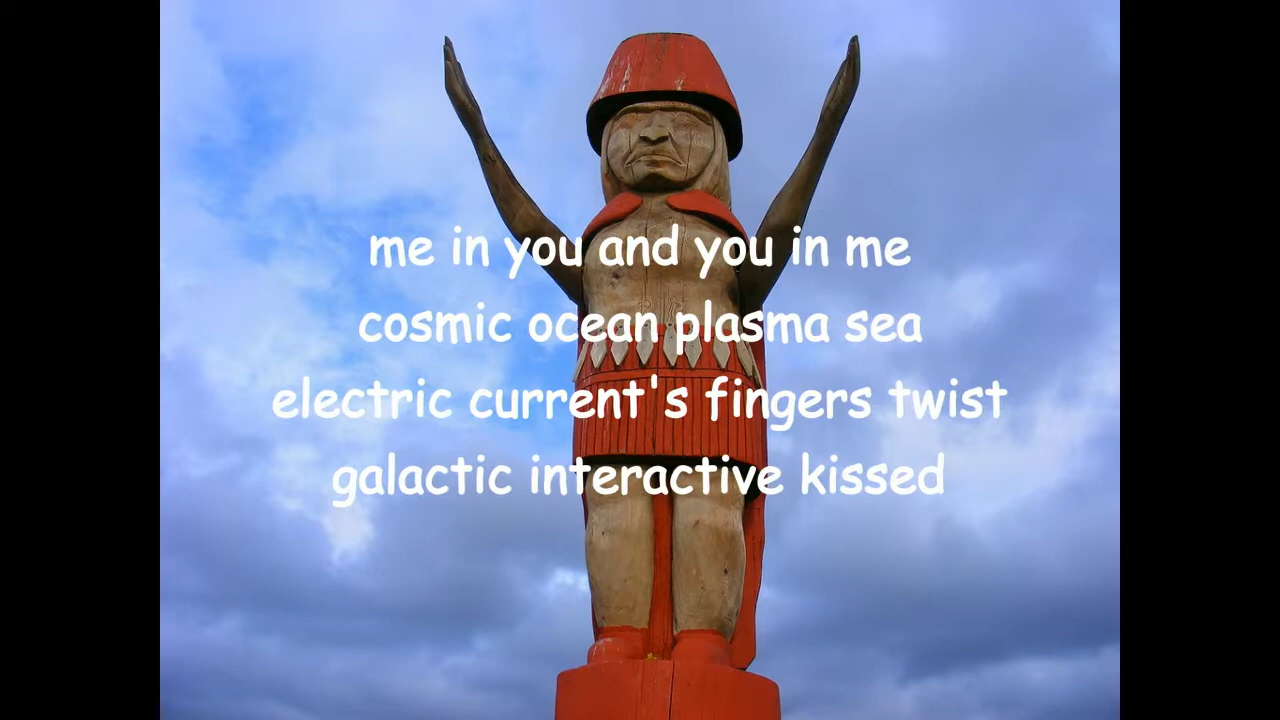 me in you and you in me
cosmic ocean plasma sea
electric current's fingers twist
galactic interactive kissed